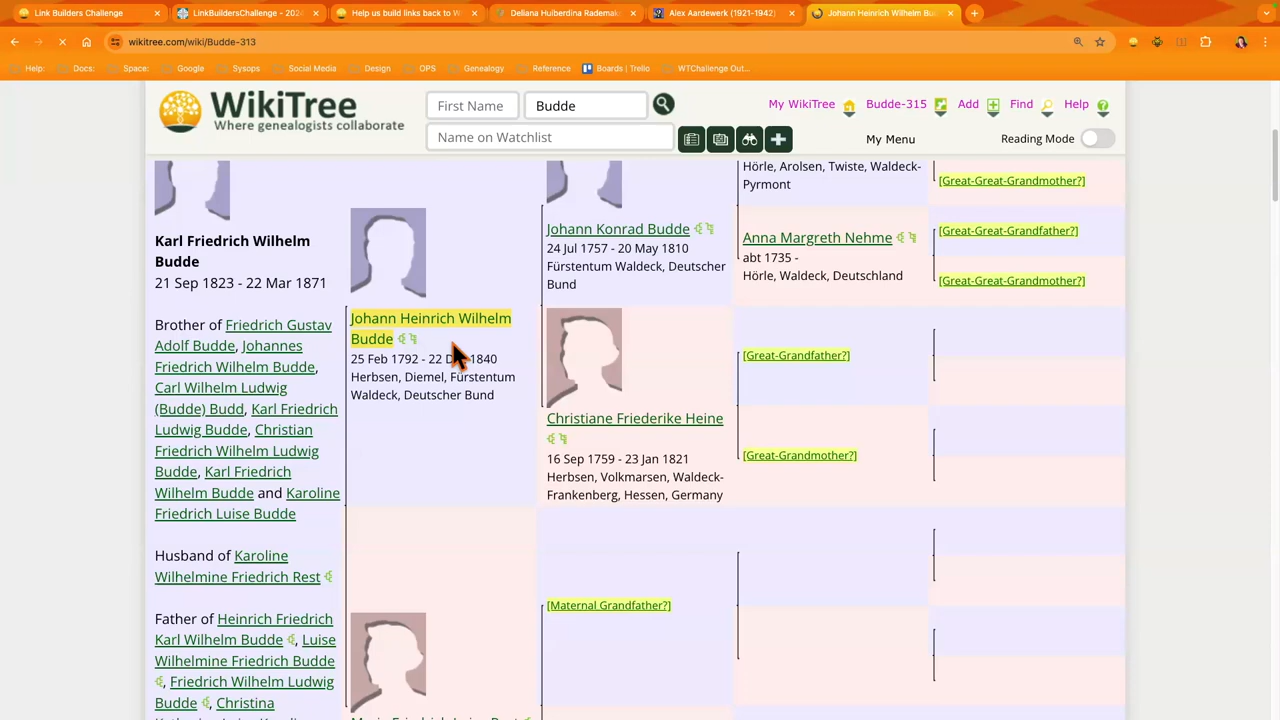 Link Builders Challenge
LinkBuildersChallenge - 2024
Help us build links back to W
Deliana Huiberdina Rademak
Alex Aardewerk (1921-1942)
Johann Heinrich Wilhelm Bu
wikitree.com/wiki/Budde-313
Help:
Docs:
Space:
Google
Sysops
Social Media
Design
OPS
Genealogy
Reference
Boards | Trello
WTChallenge Out...
WikiTree
Where genealogists collaborate
First Name
Budde
Name on Watchlist
My WikiTree
Budde-315
Add
Find
Help
My Menu
Reading Mode
Karl Friedrich Wilhelm
Budde
21 Sep 1823 - 22 Mar 1871
Brother of Friedrich Gustav
Adolf Budde, Johannes
Friedrich Wilhelm Budde,
Carl Wilhelm Ludwig
(Budde) Budd, Karl Friedrich
Ludwig Budde, Christian
Friedrich Wilhelm Ludwig
Budde, Karl Friedrich
Wilhelm Budde and Karoline
Friedrich Luise Budde
Husband of Karoline
Wilhelmine Friedrich Rest
Father of Heinrich Friedrich
Karl Wilhelm Budde, Luise
Wilhelmine Friedrich Budde
, Friedrich Wilhelm Ludwig
Budde, Christina
Johann Heinrich Wilhelm
Budde
25 Feb 1792 - 22 D 1840
Herbsen, Diemel, Fürstentum
Waldeck, Deutscher Bund
Johann Konrad Budde
24 Jul 1757 - 20 May 1810
Fürstentum Waldeck, Deutscher
Bund
Christiane Friederike Heine
16 Sep 1759 - 23 Jan 1821
Herbsen, Volkmarsen, Waldeck-
Frankenberg, Hessen, Germany
[Maternal Grandfather?]
Hörle, Arolsen, Twiste, Waldeck-
Pyrmont
Anna Margreth Nehme
abt 1735 -
Hörle, Waldeck, Deutschland
[Great-Grandfather?]
[Great-Grandmother?]
[Great-Great-Grandmother?]
[Great-Great-Grandfather?]
[Great-Great-Grandmother?]